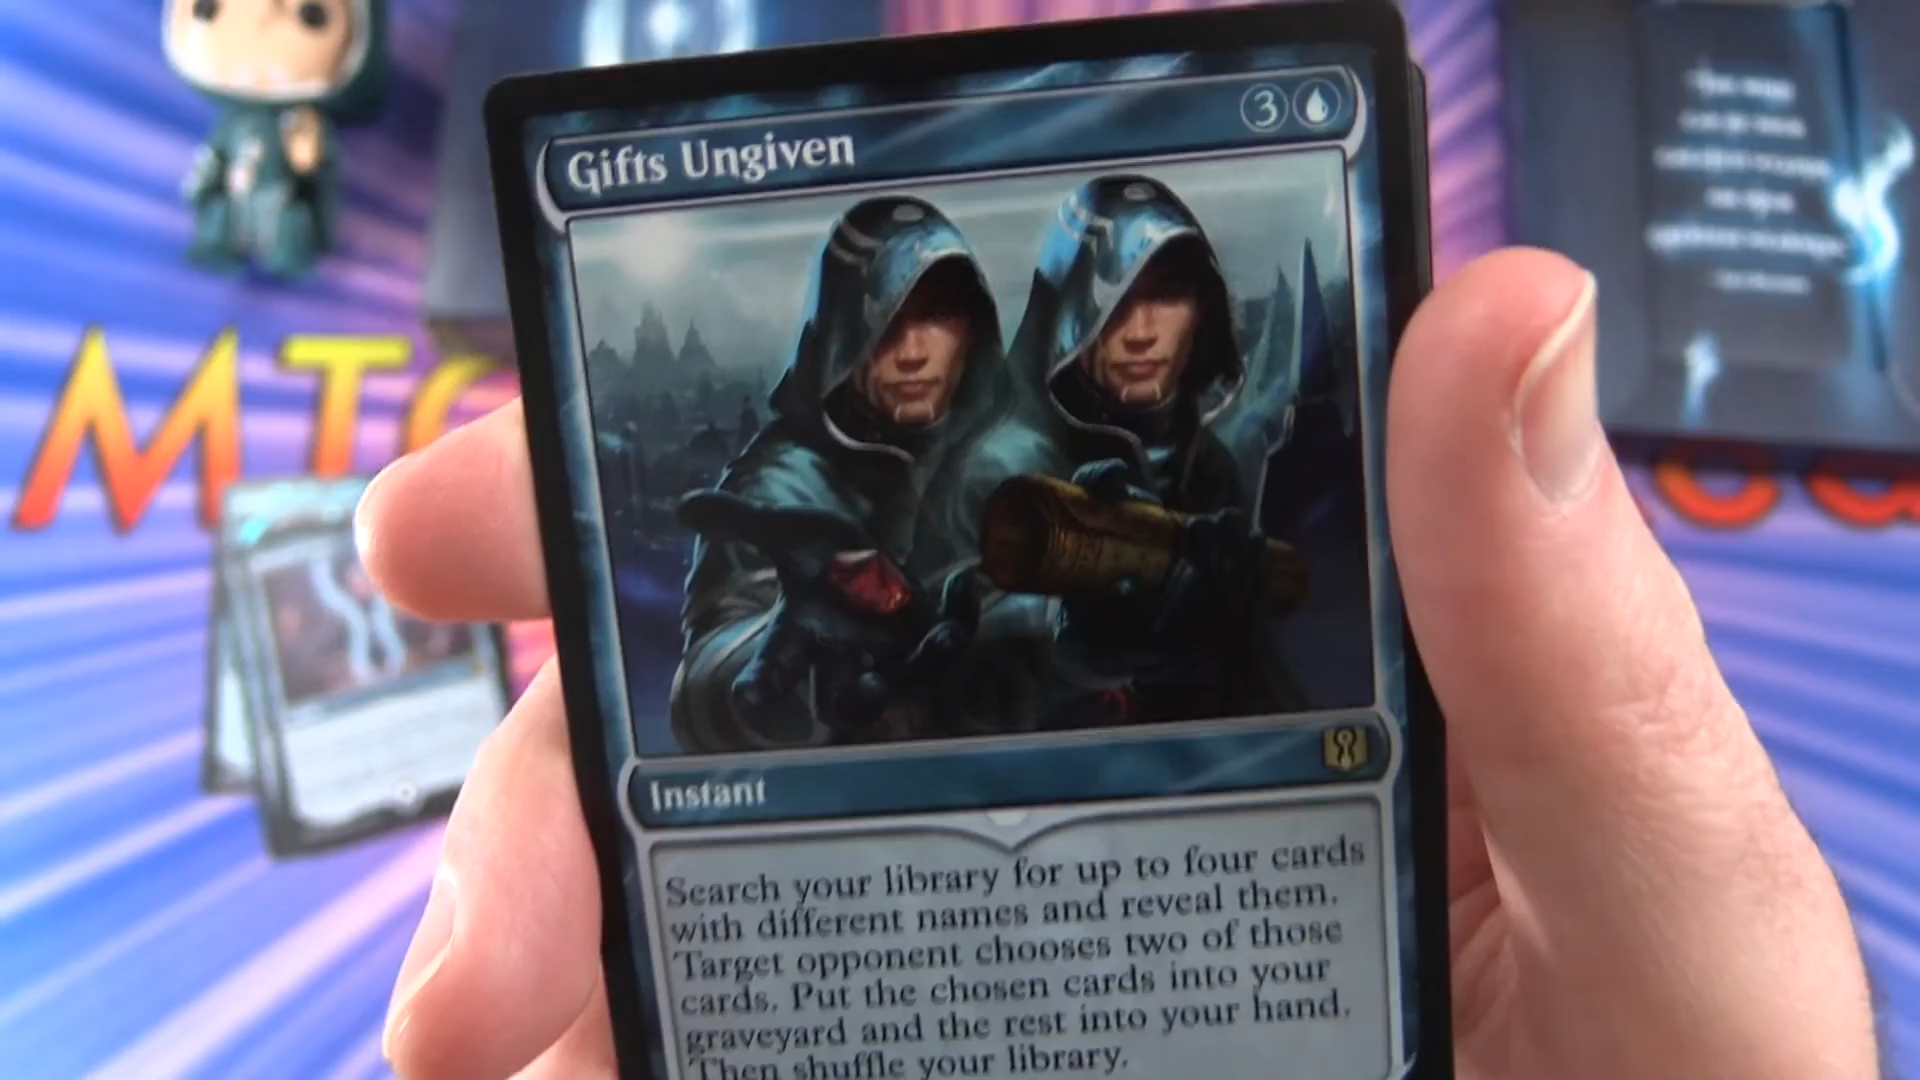 Gifts Ungiven
3
MTG
Instant
Search your library for up to four cards
with different names and reveal them.
Target opponent chooses two of those
cards. Put the chosen cards into your
graveyard and the rest into your hand.
Then shuffle your library.